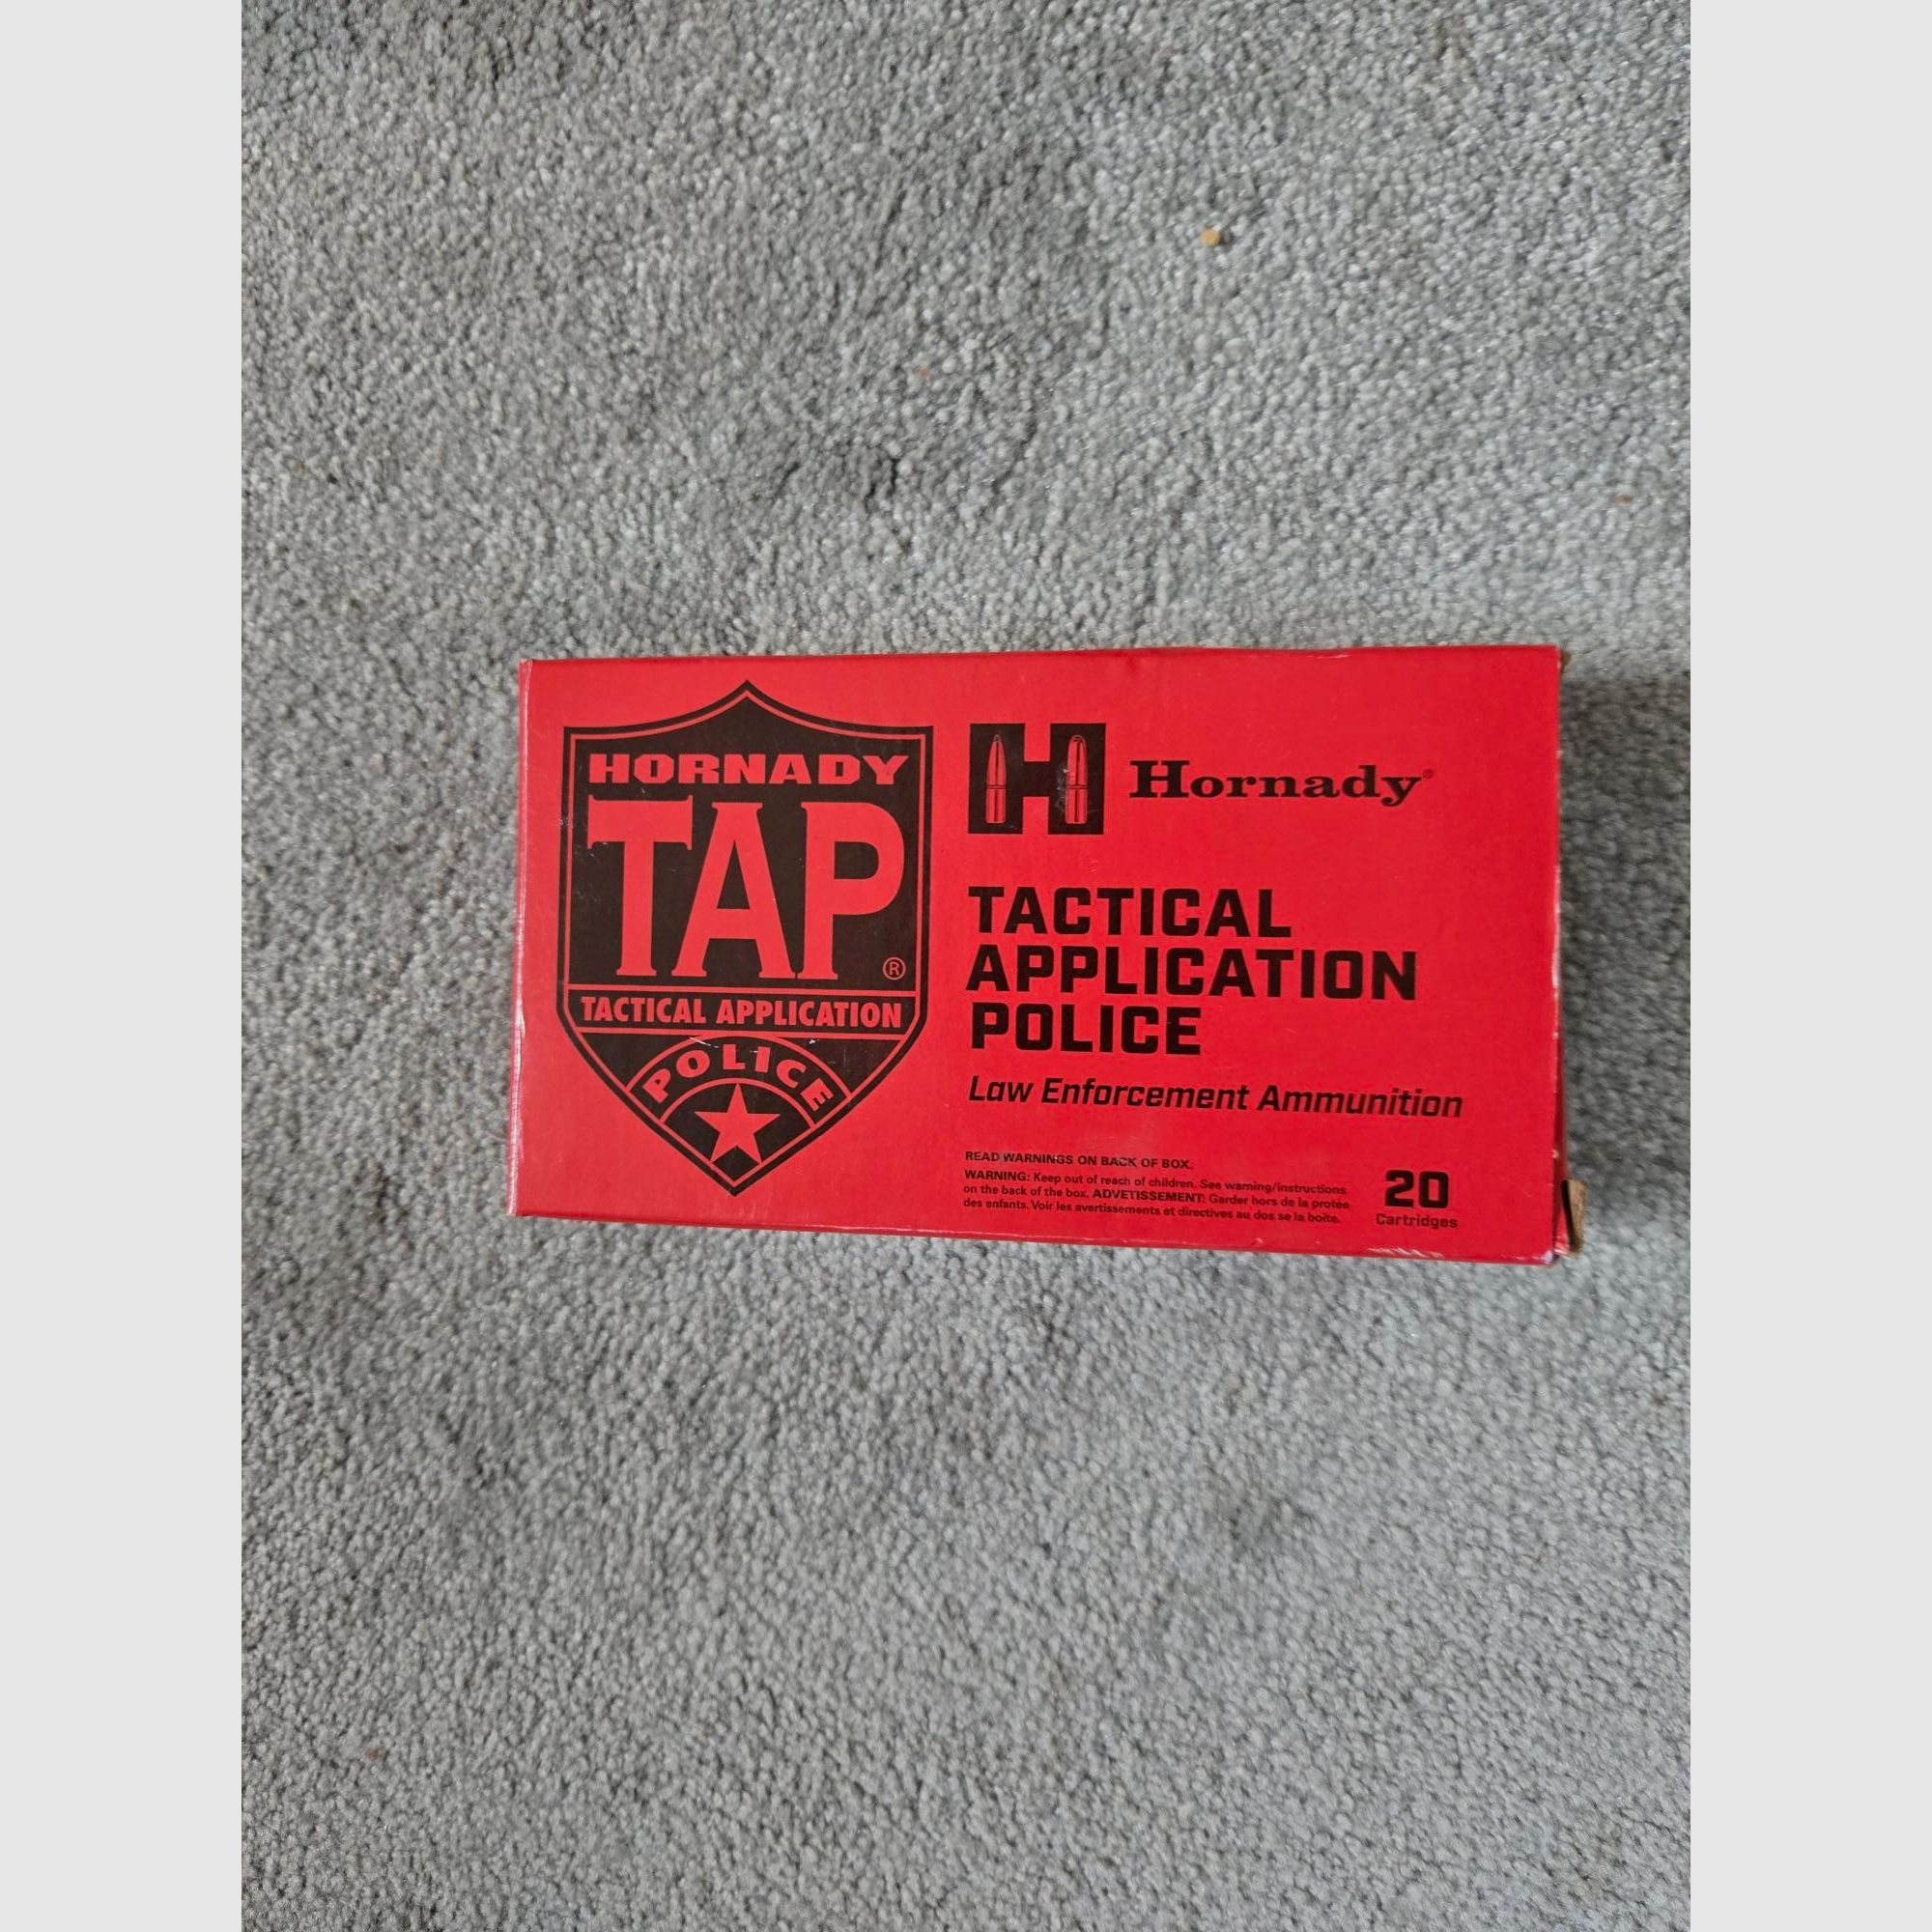 HORNADY
TAP®
TACTICAL APPLICATION
POLICE
Hornady®
TACTICAL
APPLICATION
POLICE
Law Enforcement Ammunition
READ WARNINGS ON BACK OF BOX.
WARNING: Keep out of reach of children. See warning/instructions
on the back of the box. ADVETISSEMENT: Garder hors de la protée
des enfants. Voir les avertissements et directives au dos se la boîte.
20
Cartridges